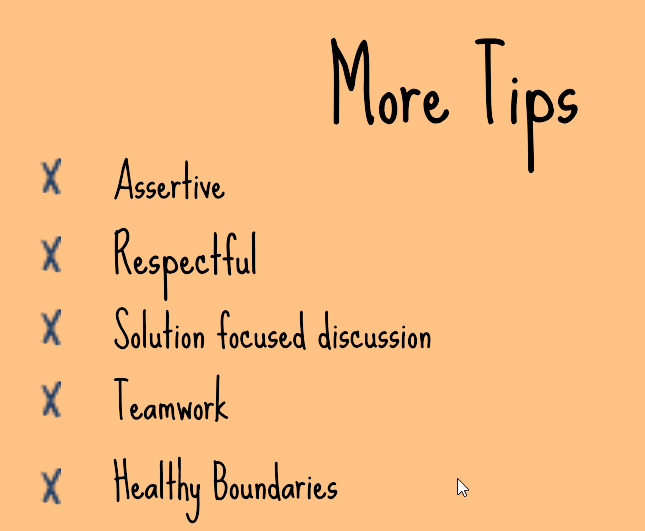 More Tips
X Assertive
X Respectful
X Solution focused discussion
X Teamwork
X Healthy Boundaries